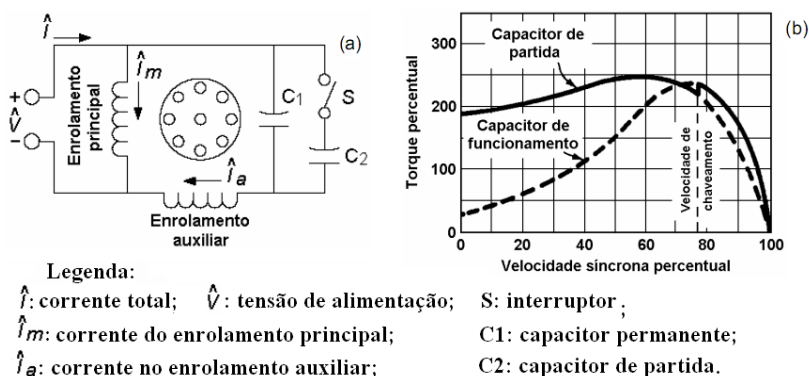 Î
(a)
Îm
+
V̂
-
Enrolamento
principal
C1
S
C2
Îa
Enrolamento
auxiliar
(b)
Torque percentual
300
200
100
0
Capacitor de
partida
Capacitor de
funcionamento
Velocidade de
chaveamento
0 20 40 60 80 100
Velocidade síncrona percentual
Legenda:
Î: corrente total; V̂: tensão de alimentação; S: interruptor;
Îm: corrente do enrolamento principal; C1: capacitor permanente;
Îa: corrente no enrolamento auxiliar; C2: capacitor de partida.